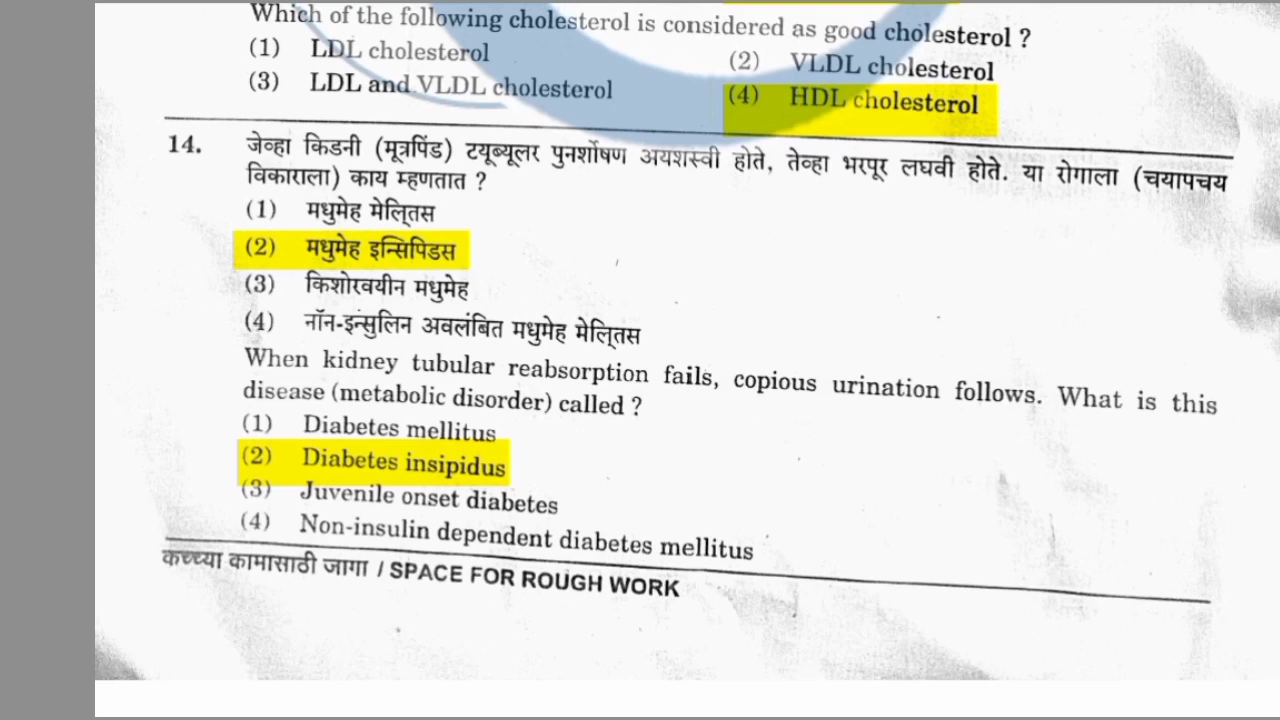 Which of the following cholesterol is considered as good cholesterol ?
(1) LDL cholesterol (2) VLDL cholesterol
(3) LDL and VLDL cholesterol (4) HDL cholesterol
14. जेव्हा किडनी (मूत्रपिंड) टयूब्यूलर पुनर्शोषण अयशस्वी होते, तेव्हा भरपूर लघवी होते. या रोगाला (चयापचय
विकाराला) काय म्हणतात ?
(1) मधुमेह मेल्तिस
(2) मधुमेह इन्सिपिडस
(3) किशोरवयीन मधुमेह
(4) नॉन-इन्सुलिन अवलंबित मधुमेह मेल्तिस
When kidney tubular reabsorption fails, copious urination follows. What is this
disease (metabolic disorder) called ?
(1) Diabetes mellitus
(2) Diabetes insipidus
(3) Juvenile onset diabetes
(4) Non-insulin dependent diabetes mellitus
कच्च्या कामासाठी जागा / SPACE FOR ROUGH WORK